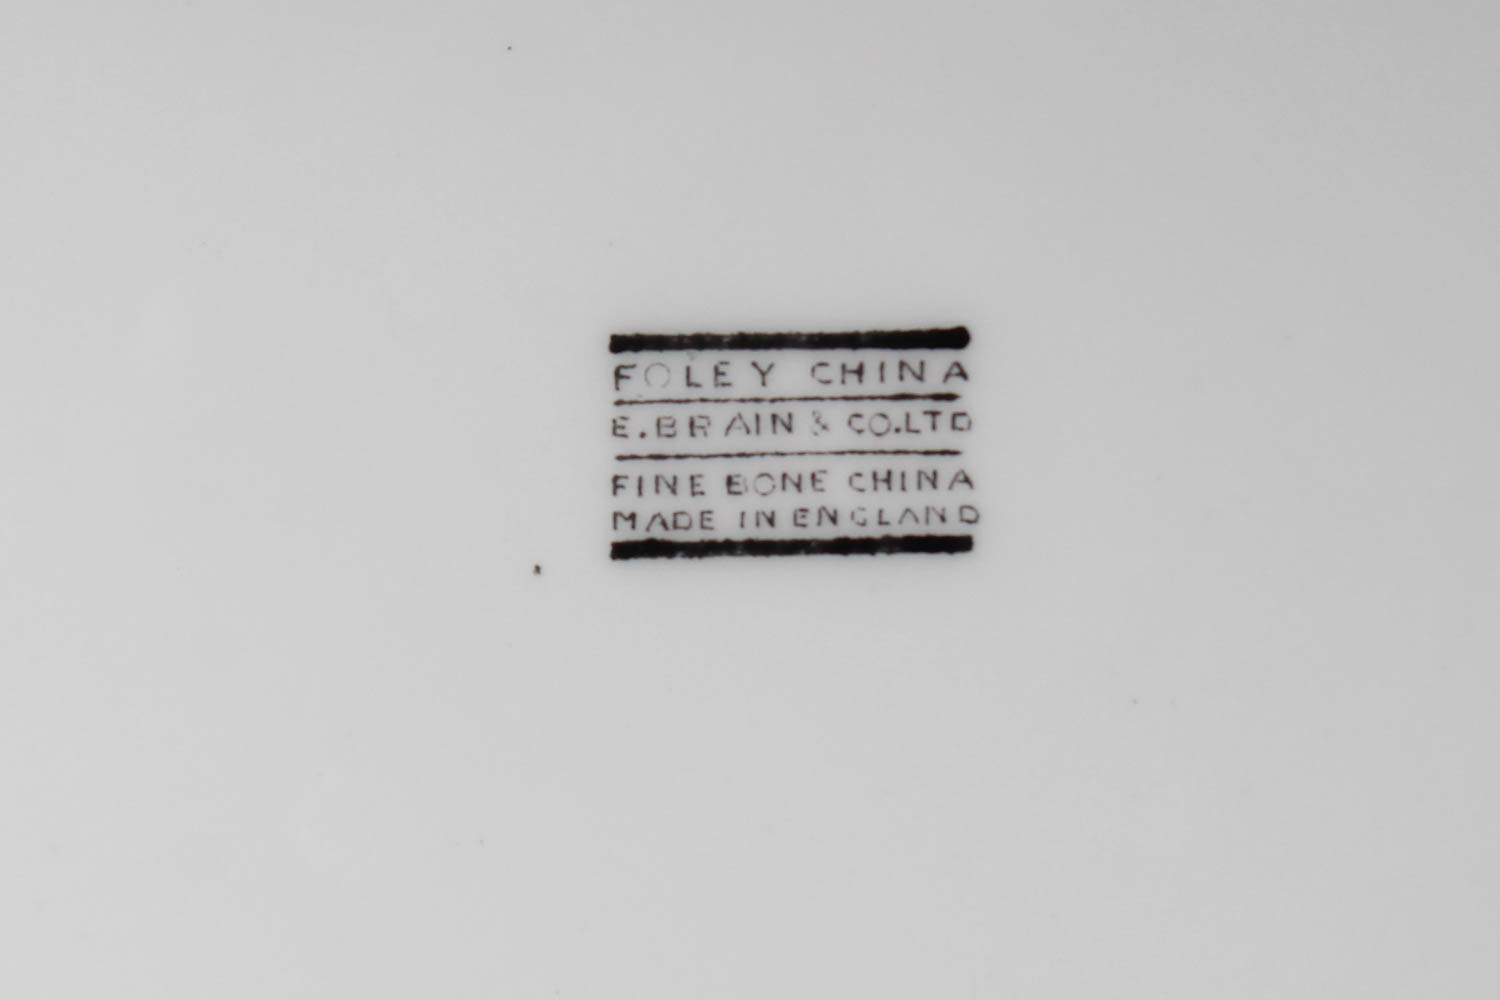 FOLEY CHINA
E.BRAIN & CO.LTD
FINE BONE CHINA
MADE IN ENGLAND